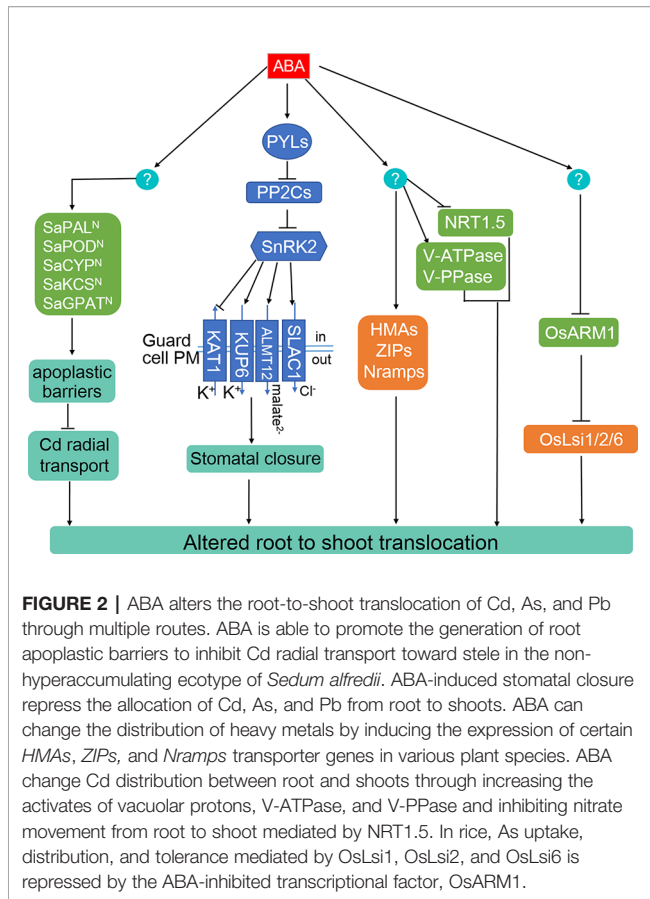 ABA
PYLs
?
?
?
PP2Cs
SaPALᴺ
SaPODᴺ
SaCYPᴺ
SaKCSᴺ
SaGPATᴺ
NRT1.5
SnRK2
V-ATPase
V-PPase
Guard
cell PM
KAT1
KUP6
ALMT12
SLAC1
in
out
HMAs
ZIPs
Nramps
OsARM1
K⁺
K⁺
malate²⁻
Cl⁻
apoplastic
barriers
Cd radial
transport
Stomatal closure
OsLsi1/2/6
Altered root to shoot translocation
FIGURE 2 | ABA alters the root-to-shoot translocation of Cd, As, and Pb
through multiple routes. ABA is able to promote the generation of root
apoplastic barriers to inhibit Cd radial transport toward stele in the non-
hyperaccumulating ecotype of Sedum alfredii. ABA-induced stomatal closure
repress the allocation of Cd, As, and Pb from root to shoots. ABA can
change the distribution of heavy metals by inducing the expression of certain
HMAs, ZIPs, and Nramps transporter genes in various plant species. ABA
change Cd distribution between root and shoots through increasing the
activates of vacuolar protons, V-ATPase, and V-PPase and inhibiting nitrate
movement from root to shoot mediated by NRT1.5. In rice, As uptake,
distribution, and tolerance mediated by OsLsi1, OsLsi2, and OsLsi6 is
repressed by the ABA-inhibited transcriptional factor, OsARM1.